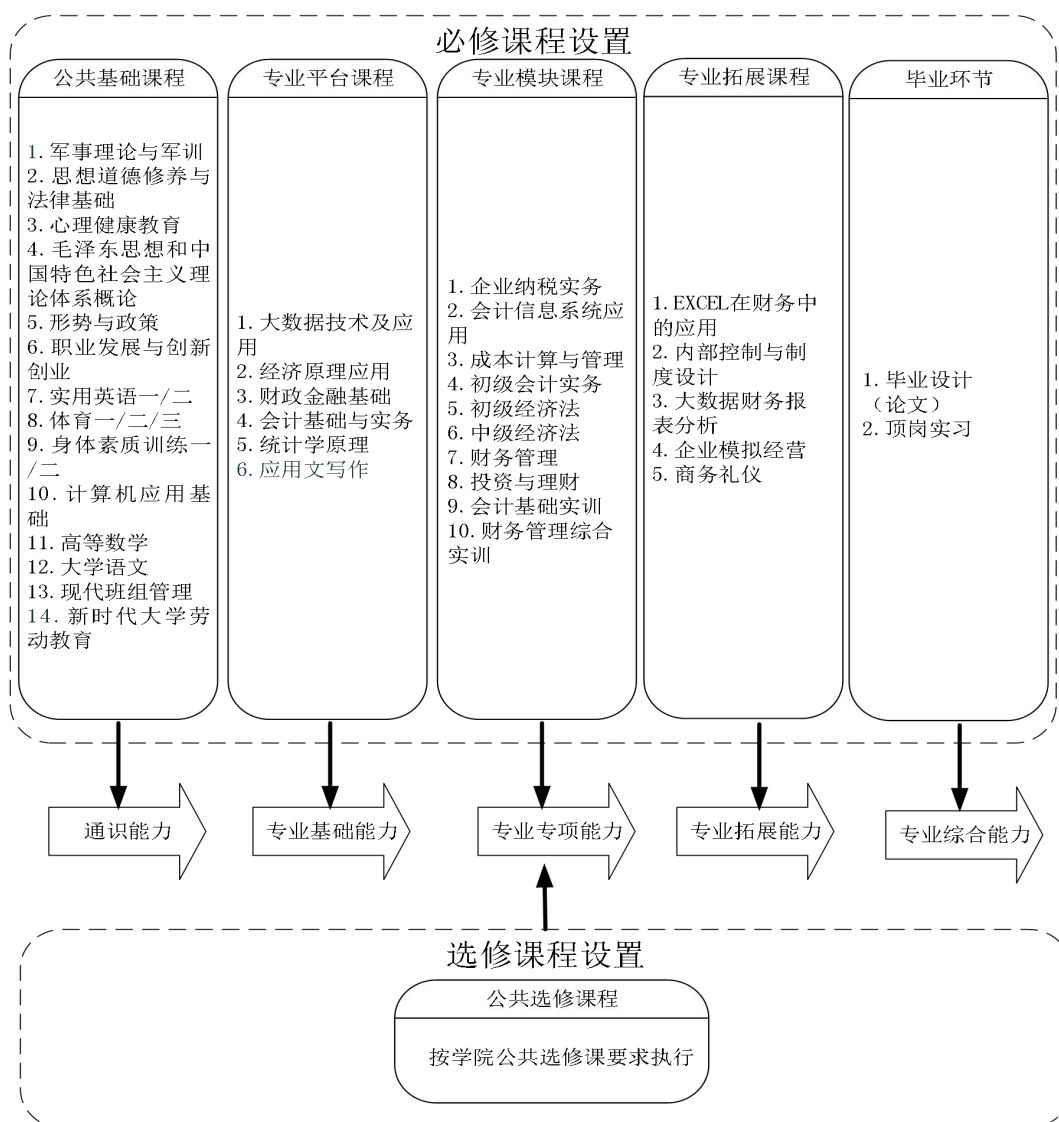 必修课程设置
公共基础课程
1. 军事理论与军训
2. 思想道德修养与
法律基础
3. 心理健康教育
4. 毛泽东思想和中
国特色社会主义理
论体系概论
5. 形势与政策
6. 职业发展与创新
创业
7. 实用英语一/二
8. 体育一/二/三
9. 身体素质训练一
/二
10. 计算机应用基
础
11. 高等数学
12. 大学语文
13. 现代班组管理
14. 新时代大学劳
动教育
专业平台课程
1. 大数据技术及应
用
2. 经济原理应用
3. 财政金融基础
4. 会计基础与实务
5. 统计学原理
6. 应用文写作
专业模块课程
1. 企业纳税实务
2. 会计信息系统应
用
3. 成本计算与管理
4. 初级会计实务
5. 初级经济法
6. 中级经济法
7. 财务管理
8. 投资与理财
9. 会计基础实训
10. 财务管理综合
实训
专业拓展课程
1. EXCEL在财务中
的应用
2. 内部控制与制
度设计
3. 大数据财务报
表分析
4. 企业模拟经营
5. 商务礼仪
毕业环节
1. 毕业设计
（论文）
2. 顶岗实习
通识能力
专业基础能力
专业专项能力
专业拓展能力
专业综合能力
选修课程设置
公共选修课程
按学院公共选修课要求执行